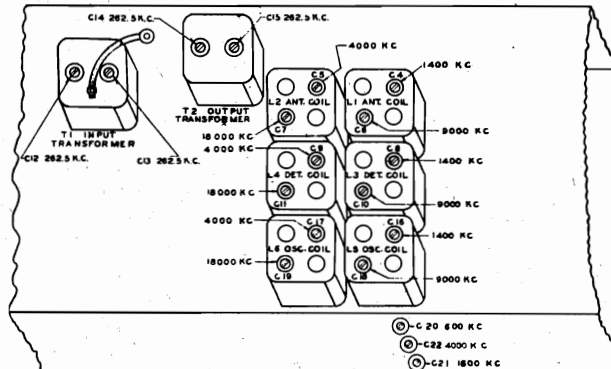 C14 262.5 K.C.
C15 262.5 K.C.
4000 KC
1400 KC
C5
C4
L2 ANT. COIL
L1 ANT. COIL
T2 OUTPUT
TRANSFORMER
C7
C6
18000 KC
9000 KC
T1 INPUT
TRANSFORMER
C12 262.5 K.C.
C13 262.5 K.C.
4000 KC
C9
C8
1400 KC
L4 DET. COIL
L3 DET. COIL
18000 KC
C11
C10
9000 KC
4000 KC
C17
C16
1400 KC
L6 OSC. COIL
L5 OSC. COIL
18000 KC
C19
C18
9000 KC
C20 600 KC
C22 4000 KC
C21 1600 KC